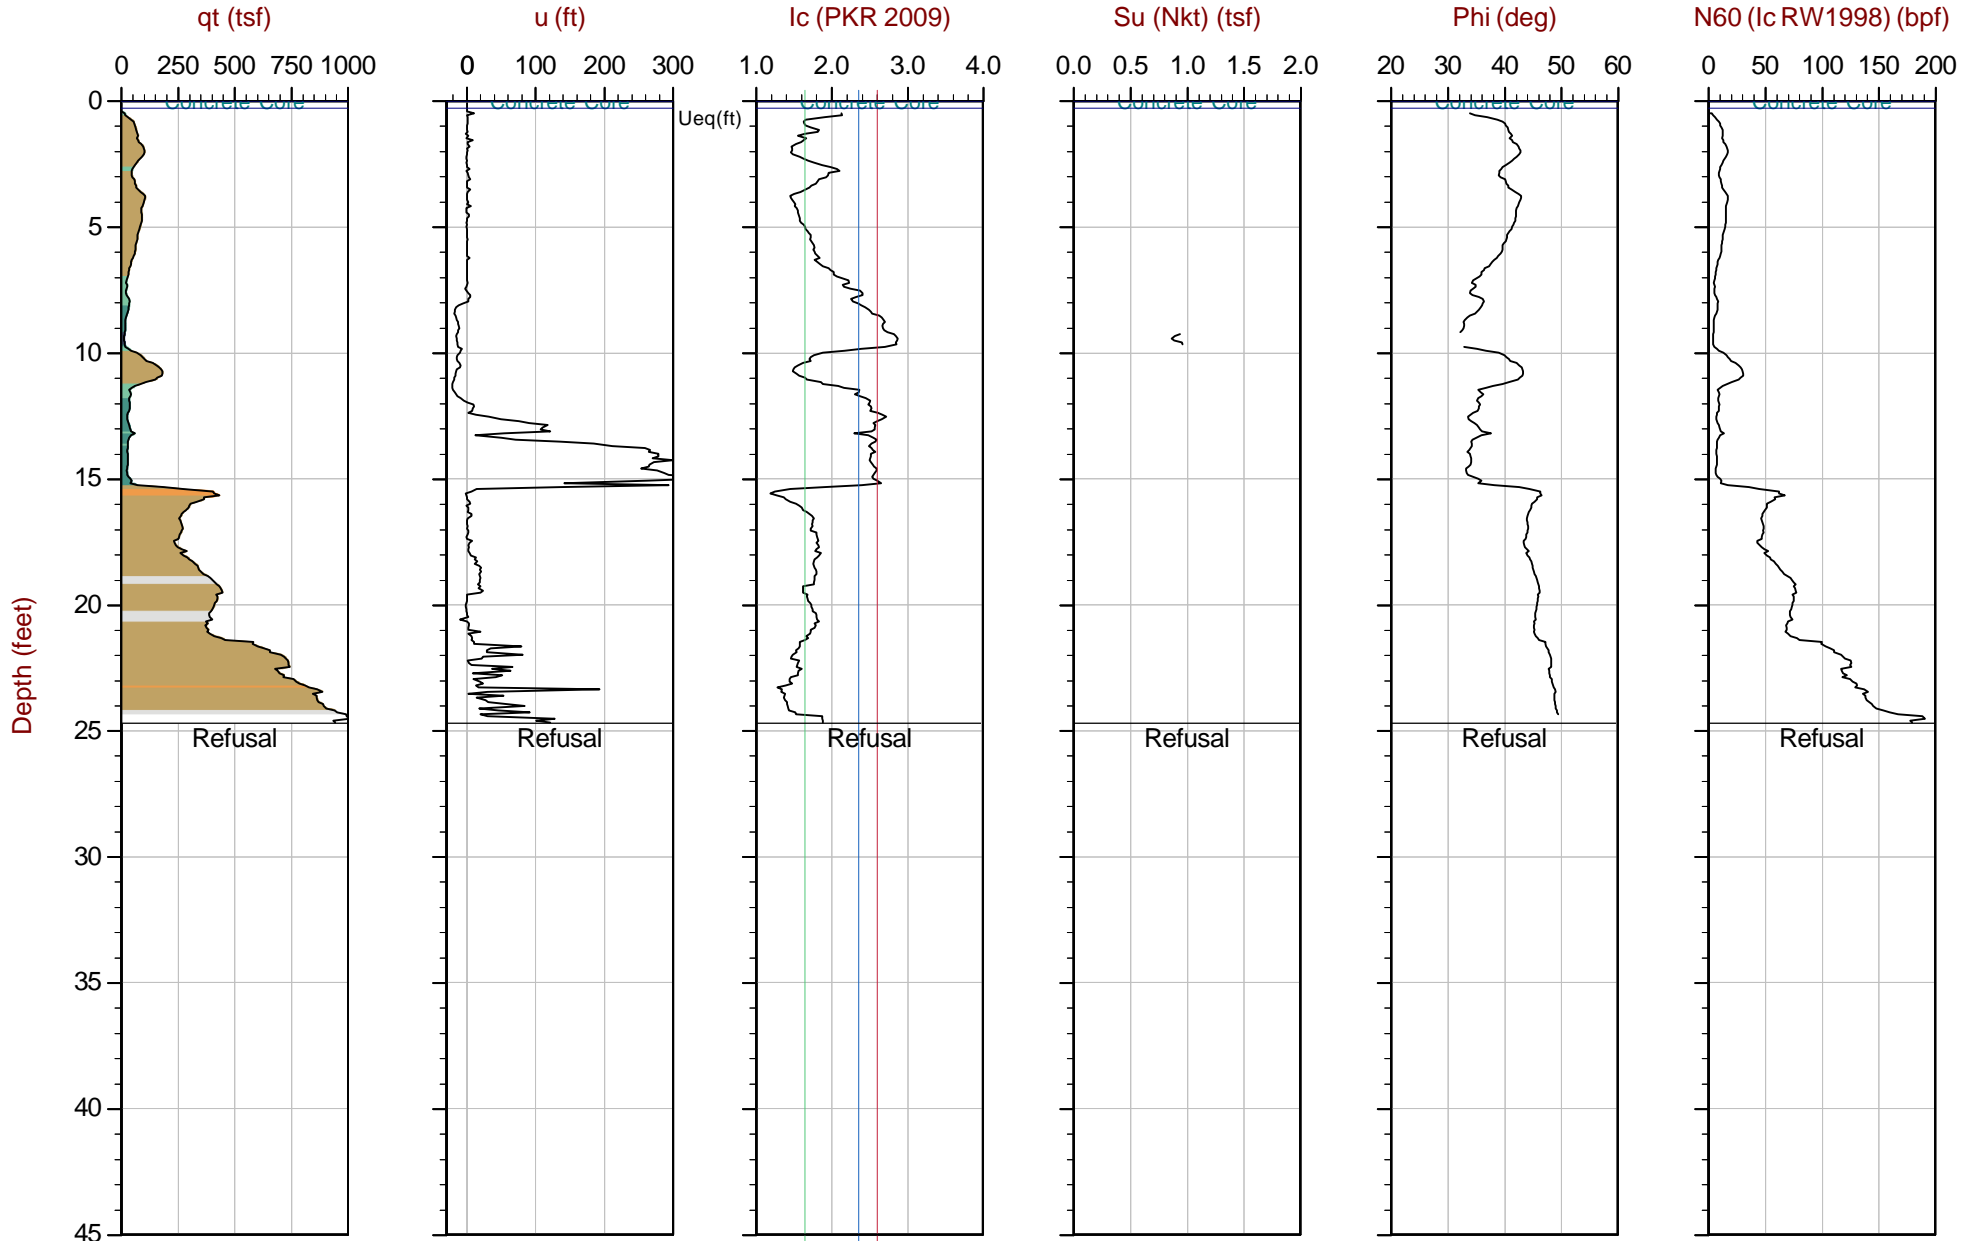 qt (tsf)
u (ft)
Ic (PKR 2009)
Su (Nkt) (tsf)
Phi (deg)
N60 (Ic RW1998) (bpf)
0 250 500 750 1000
0 100 200 300
1.0 2.0 3.0 4.0
0.0 0.5 1.0 1.5 2.0
20 30 40 50 60
0 50 100 150 200
Concrete Core
Concrete Core
Concrete Core
Concrete Core
Concrete Core
Concrete Core
Ueq(ft)
Depth (feet)
0
5
10
15
20
25
30
35
40
45
Refusal
Refusal
Refusal
Refusal
Refusal
Refusal